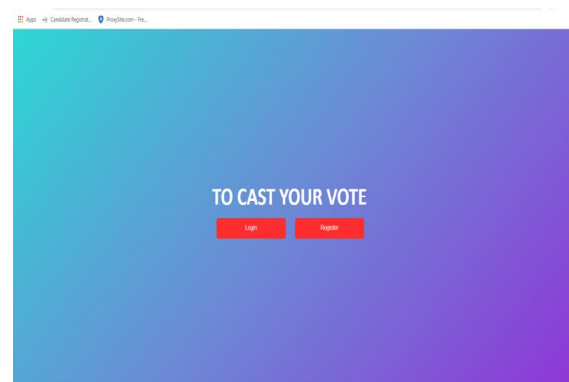 Apps Candidate Registrat... ProxySite.com - Fre...
TO CAST YOUR VOTE
Login Register